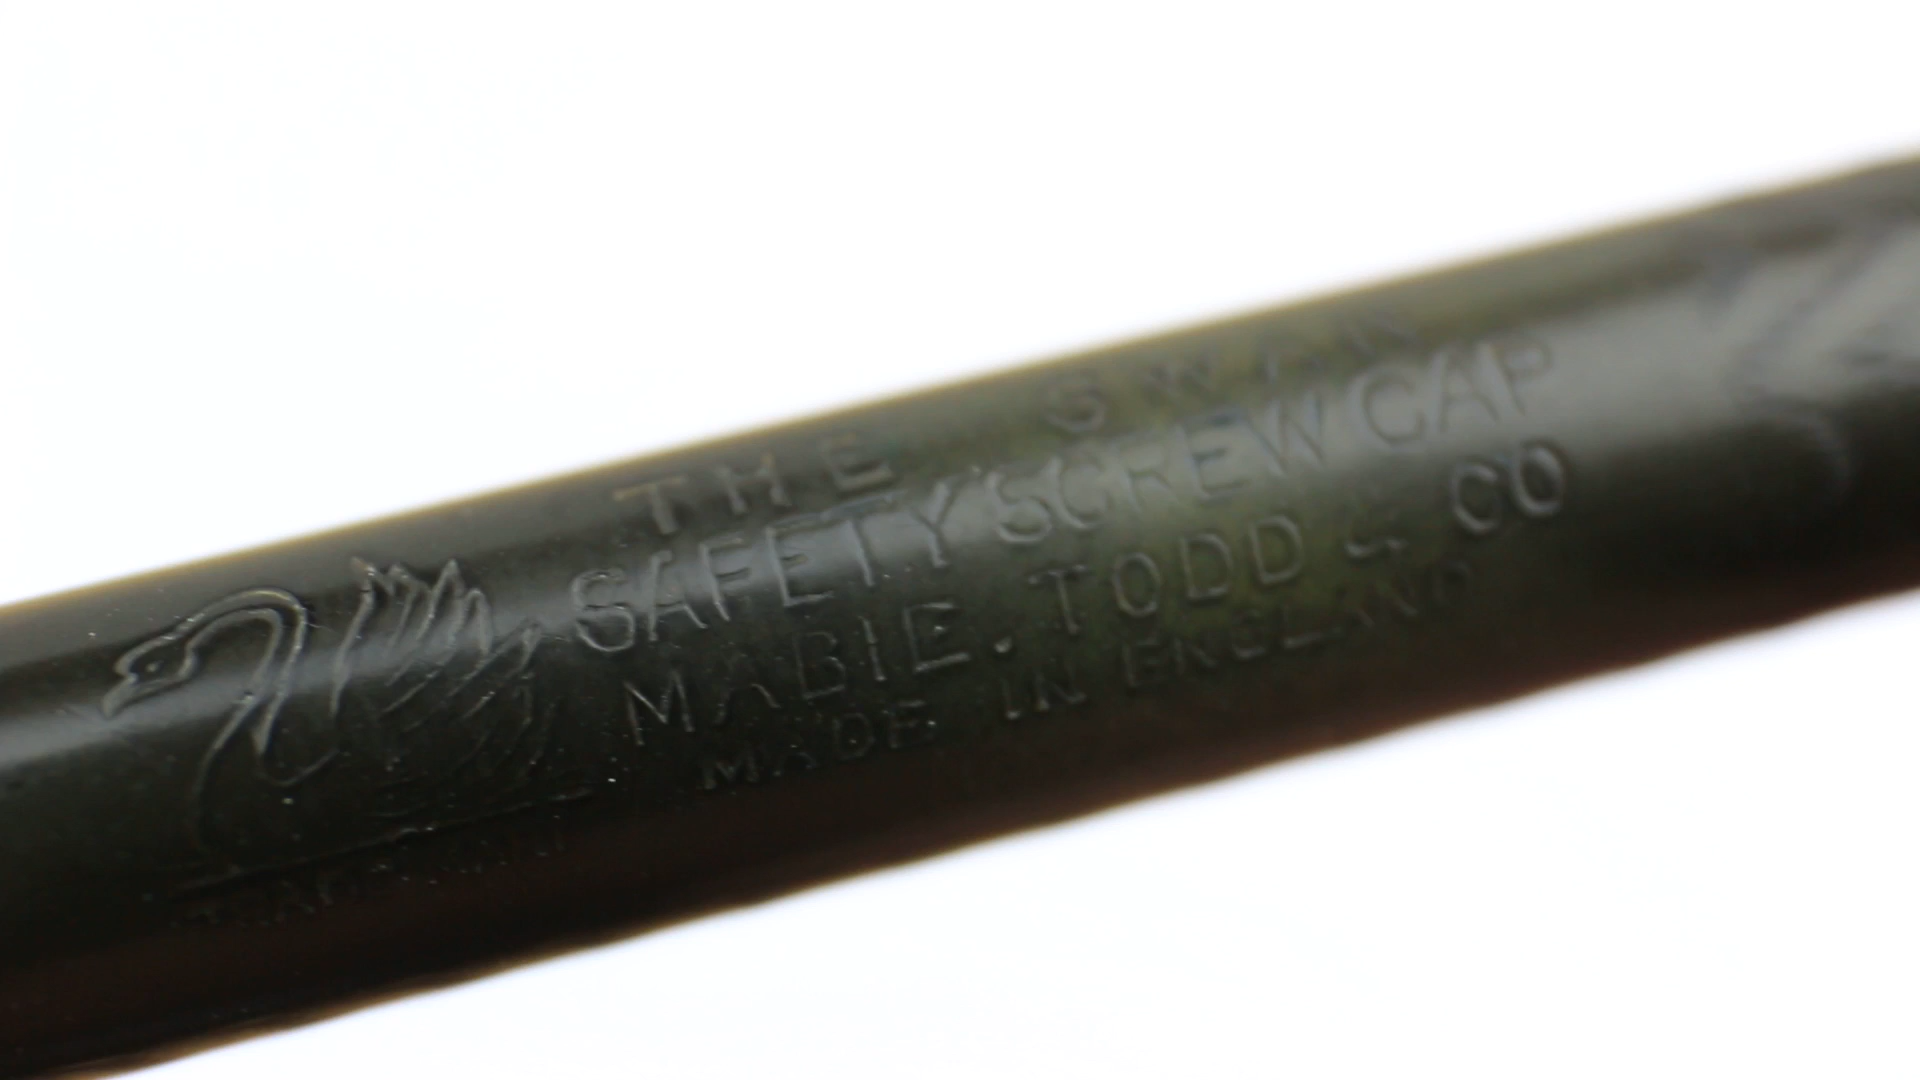 THE SWAN
SAFETY SCREW CAP
MABIE. TODD & CO
MADE IN ENGLAND